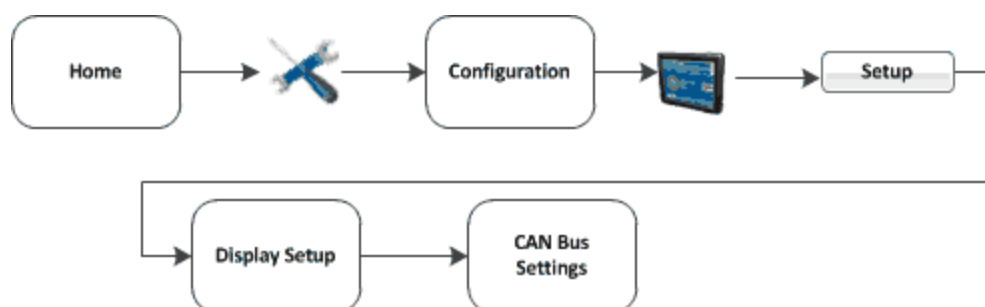 Home
Configuration
Setup
Display Setup
CAN Bus
Settings